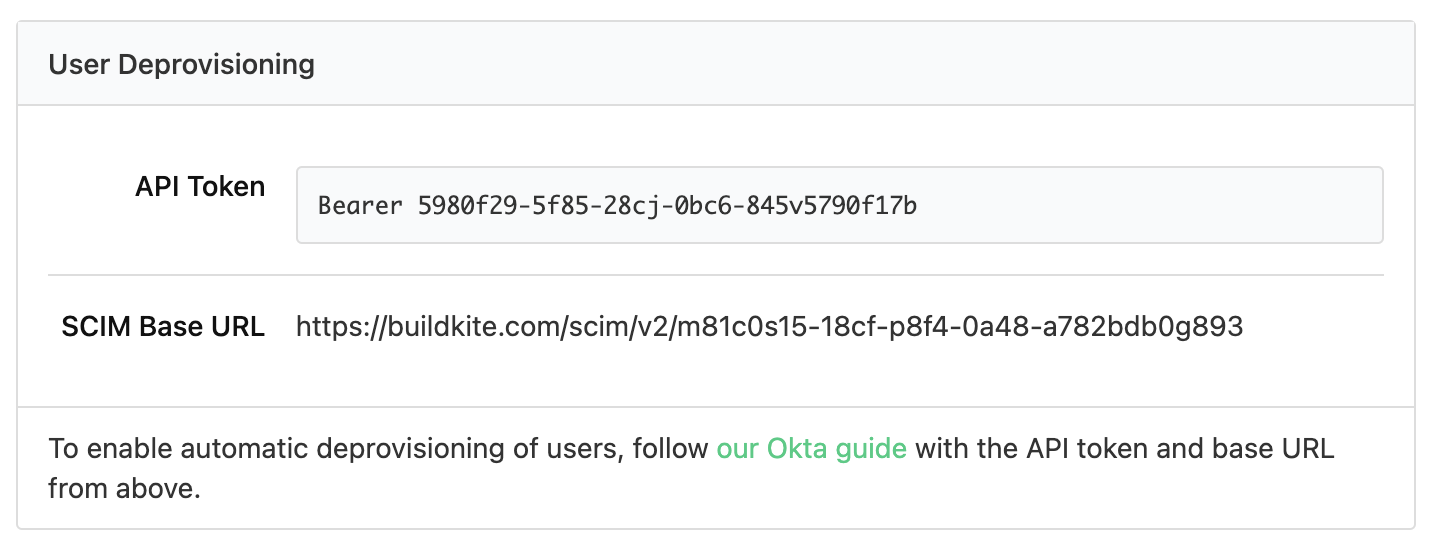 User Deprovisioning
API Token
Bearer 5980f29-5f85-28cj-0bc6-845v5790f17b
SCIM Base URL
https://buildkite.com/scim/v2/m81c0s15-18cf-p8f4-0a48-a782bdb0g893
To enable automatic deprovisioning of users, follow our Okta guide with the API token and base URL
from above.